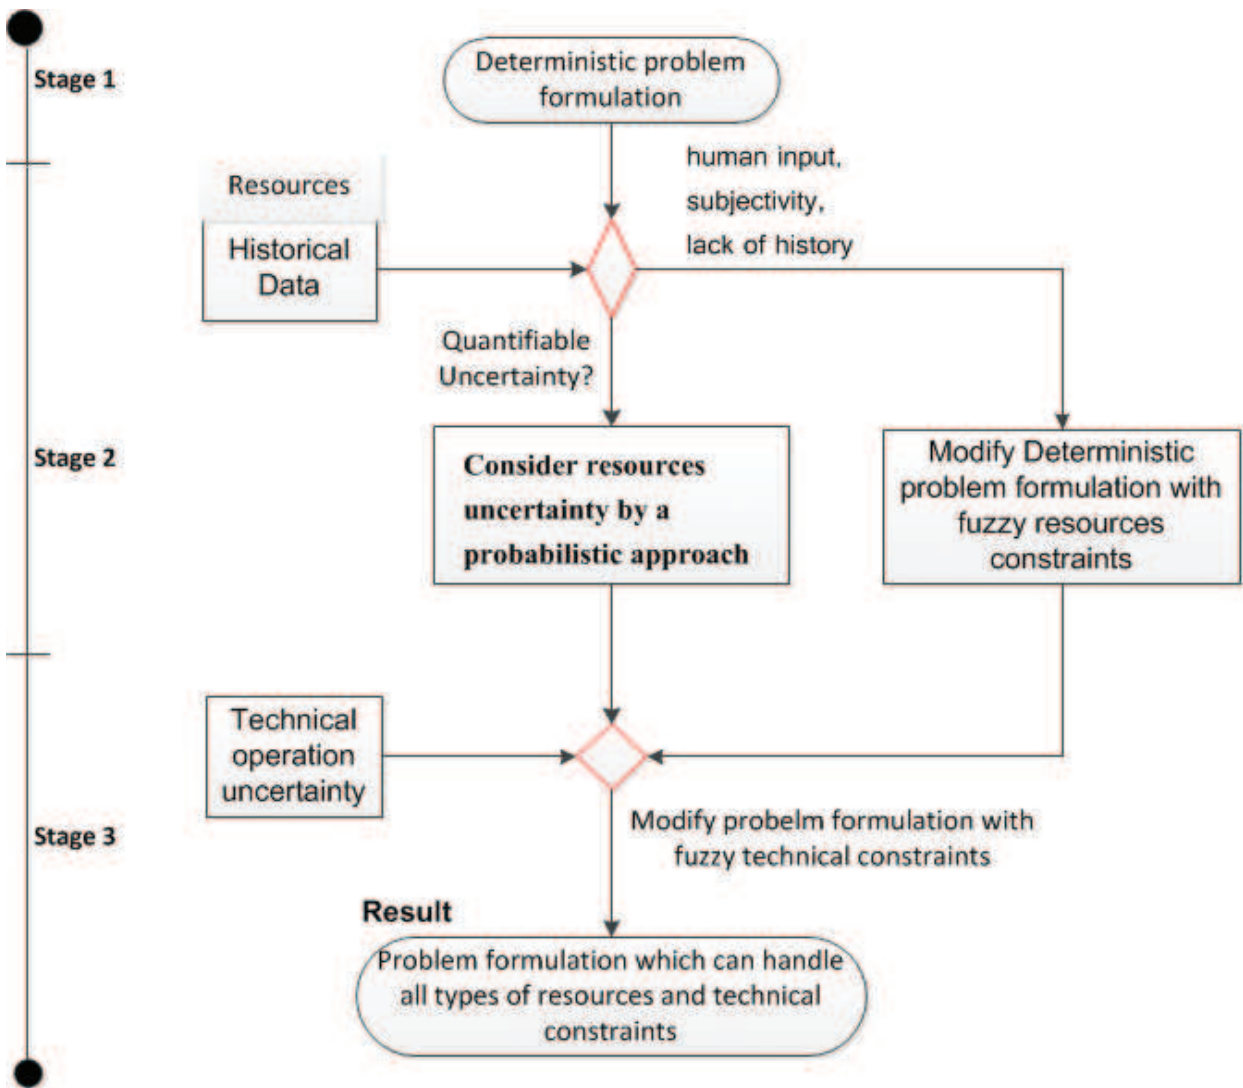 Stage 1
Deterministic problem
formulation
human input,
subjectivity,
lack of history
Resources
Historical
Data
Quantifiable
Uncertainty?
Stage 2
Consider resources
uncertainty by a
probabilistic approach
Modify Deterministic
problem formulation with
fuzzy resources
constraints
Technical
operation
uncertainty
Stage 3
Modify probelm formulation with
fuzzy technical constraints
Result
Problem formulation which can handle
all types of resources and technical
constraints